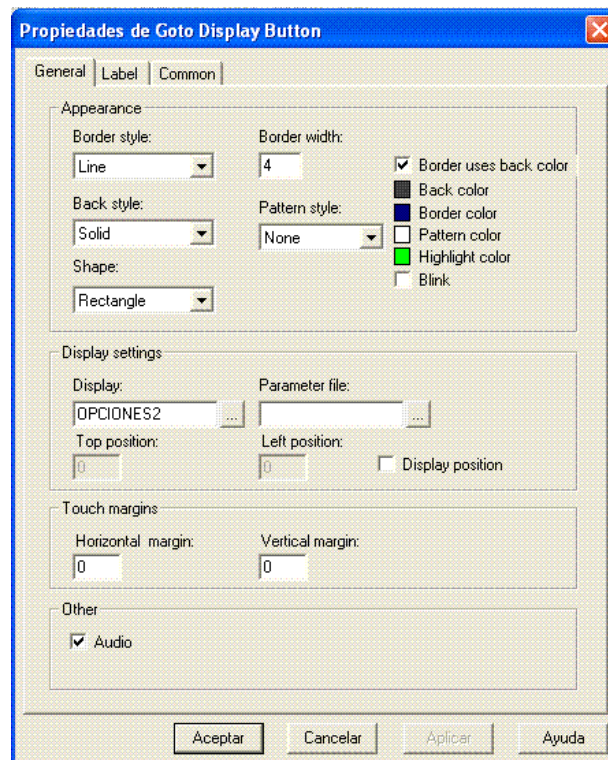 Propiedades de Goto Display Button
General Label Common
Appearance
Border style: Border width:
Line 4 Border uses back color
Back color
Back style: Pattern style: Border color
Solid None Pattern color
Highlight color
Shape: Blink
Rectangle
Display settings
Display: Parameter file:
OPCIONES2 ... ...
Top position: Left position:
0 0 Display position
Touch margins
Horizontal margin: Vertical margin:
0 0
Other
Audio
Aceptar Cancelar Aplicar Ayuda